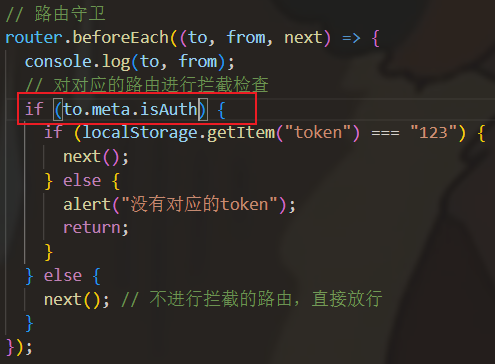 // 路由守卫
router.beforeEach((to, from, next) => {
  console.log(to, from);
  // 对对应的路由进行拦截检查
  if (to.meta.isAuth) {
    if (localStorage.getItem("token") === "123") {
      next();
    } else {
      alert("没有对应的token");
      return;
    }
  } else {
    next(); // 不进行拦截的路由，直接放行
  }
});